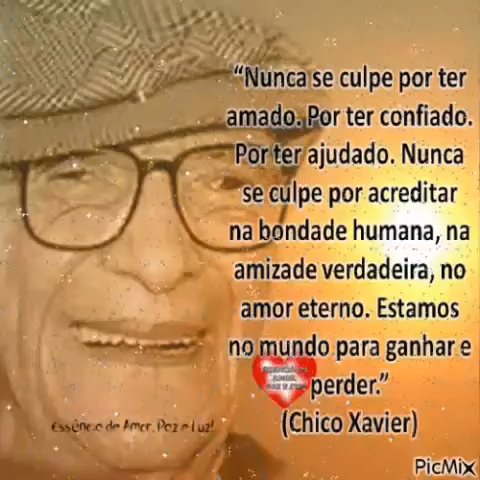 “Nunca se culpe por ter
amado. Por ter confiado.
Por ter ajudado. Nunca
se culpe por acreditar
na bondade humana, na
amizade verdadeira, no
amor eterno. Estamos
no mundo para ganhar e
perder.”
(Chico Xavier)
Essência de Amor, Paz e Luz!
PicMix